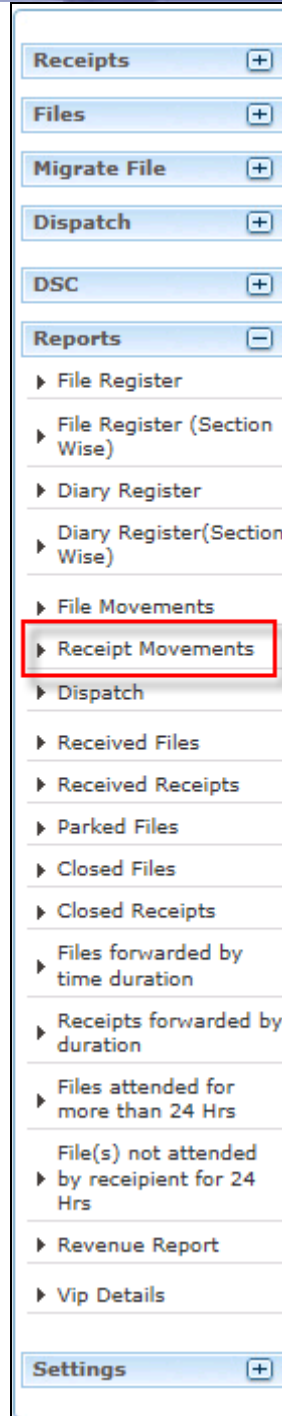 Receipts
Files
Migrate File
Dispatch
DSC
Reports
File Register
File Register (Section
Wise)
Diary Register
Diary Register(Section
Wise)
File Movements
Receipt Movements
Dispatch
Received Files
Received Receipts
Parked Files
Closed Files
Closed Receipts
Files forwarded by
time duration
Receipts forwarded by
duration
Files attended for
more than 24 Hrs
File(s) not attended
by receipient for 24
Hrs
Revenue Report
Vip Details
Settings